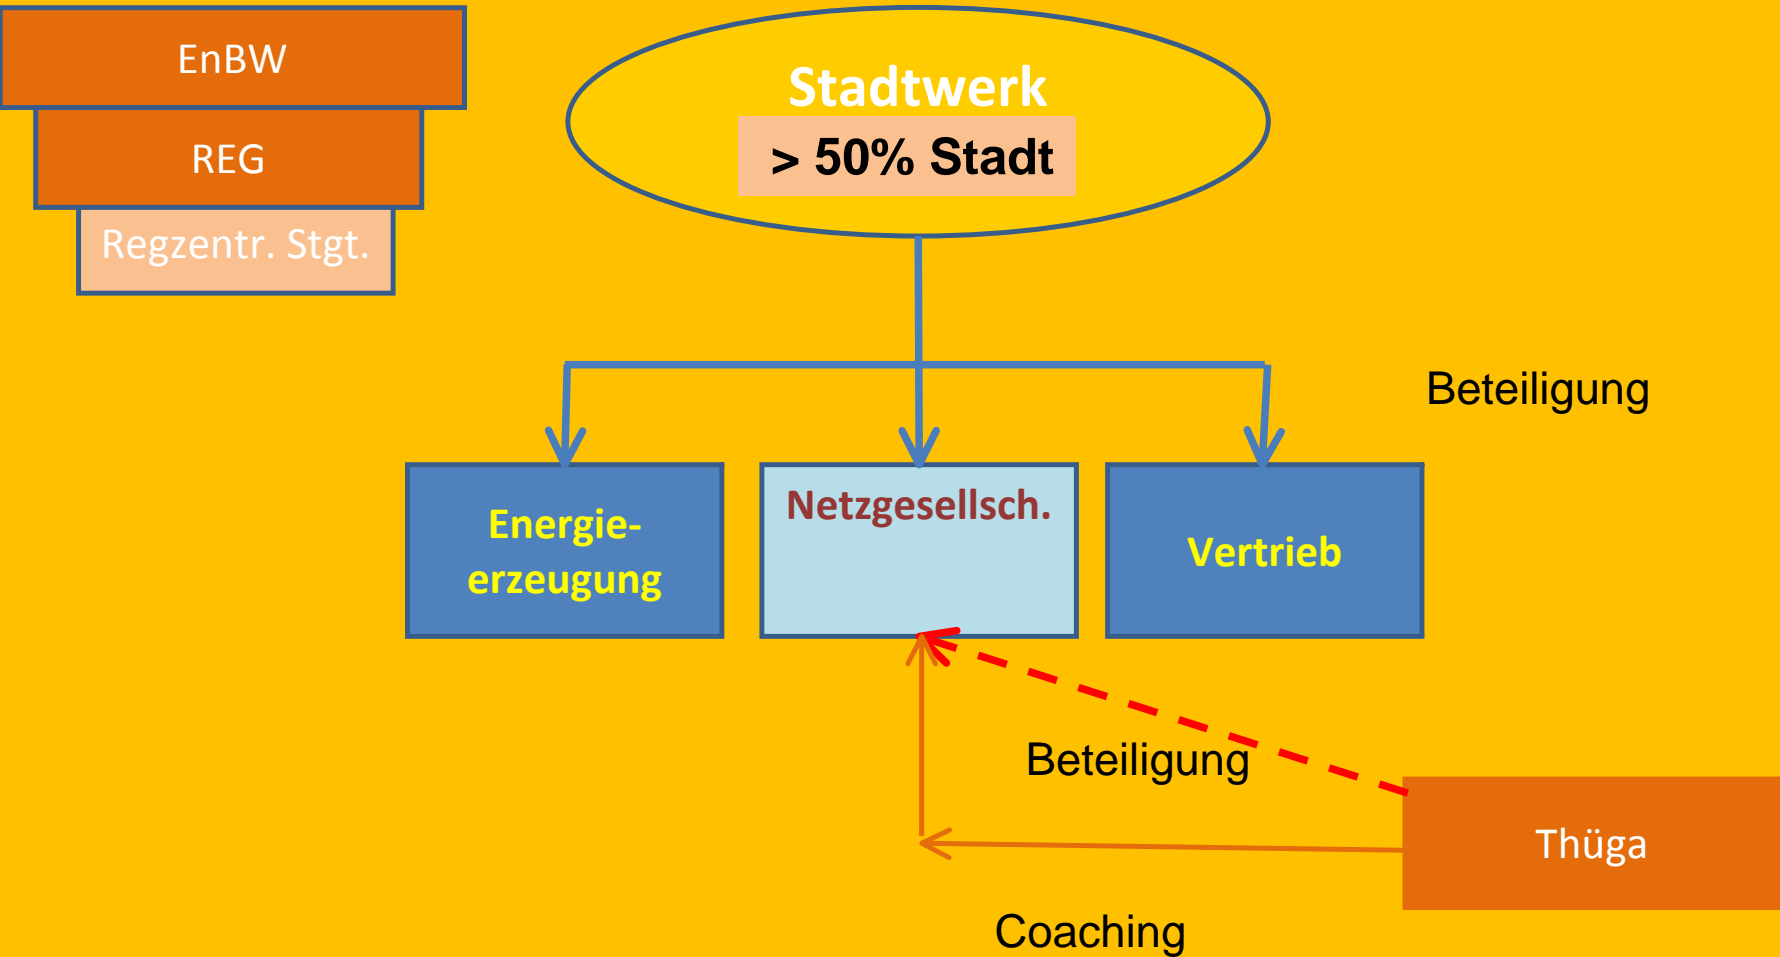 EnBW
REG
Regzentr. Stgt.
Stadtwerk
> 50% Stadt
Beteiligung
Energie-
erzeugung
Netzgesellsch.
Vertrieb
Beteiligung
Thüga
Coaching